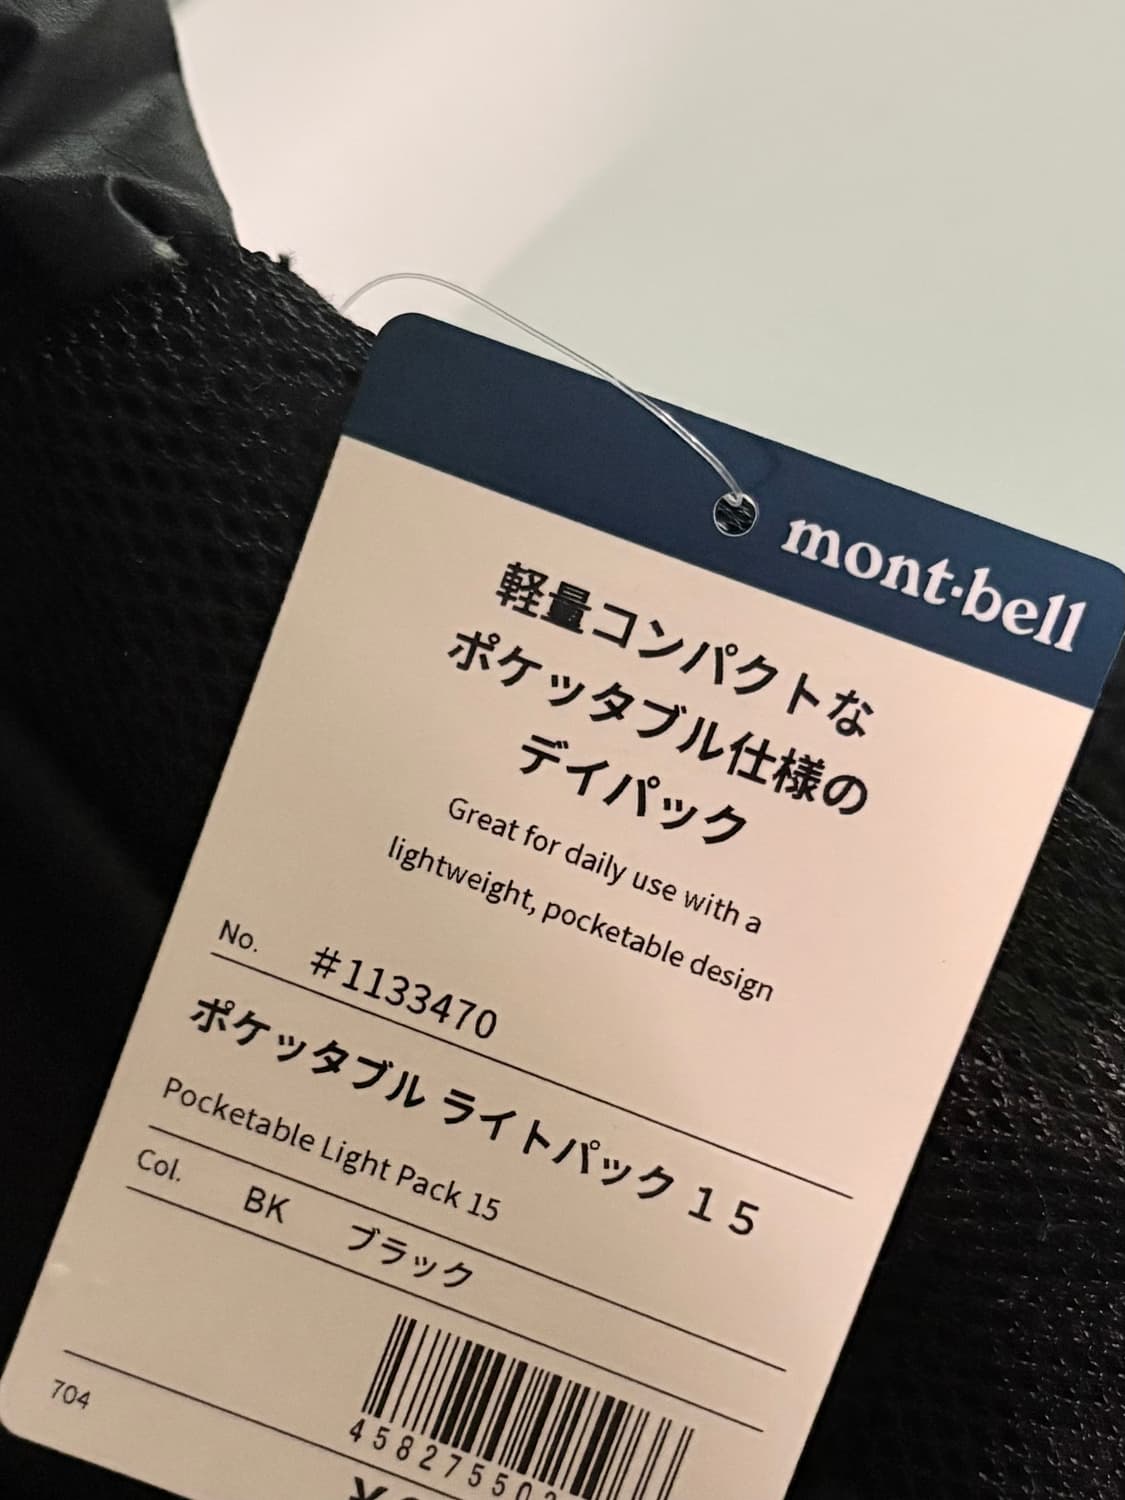 mont-bell
軽量コンパクトな
ポケッタブル仕様の
デイパック
Great for daily use with a
lightweight, pocketable design
No. #1133470
ポケッタブル ライトパック 15
Pocketable Light Pack 15
Col. BK ブラック
704